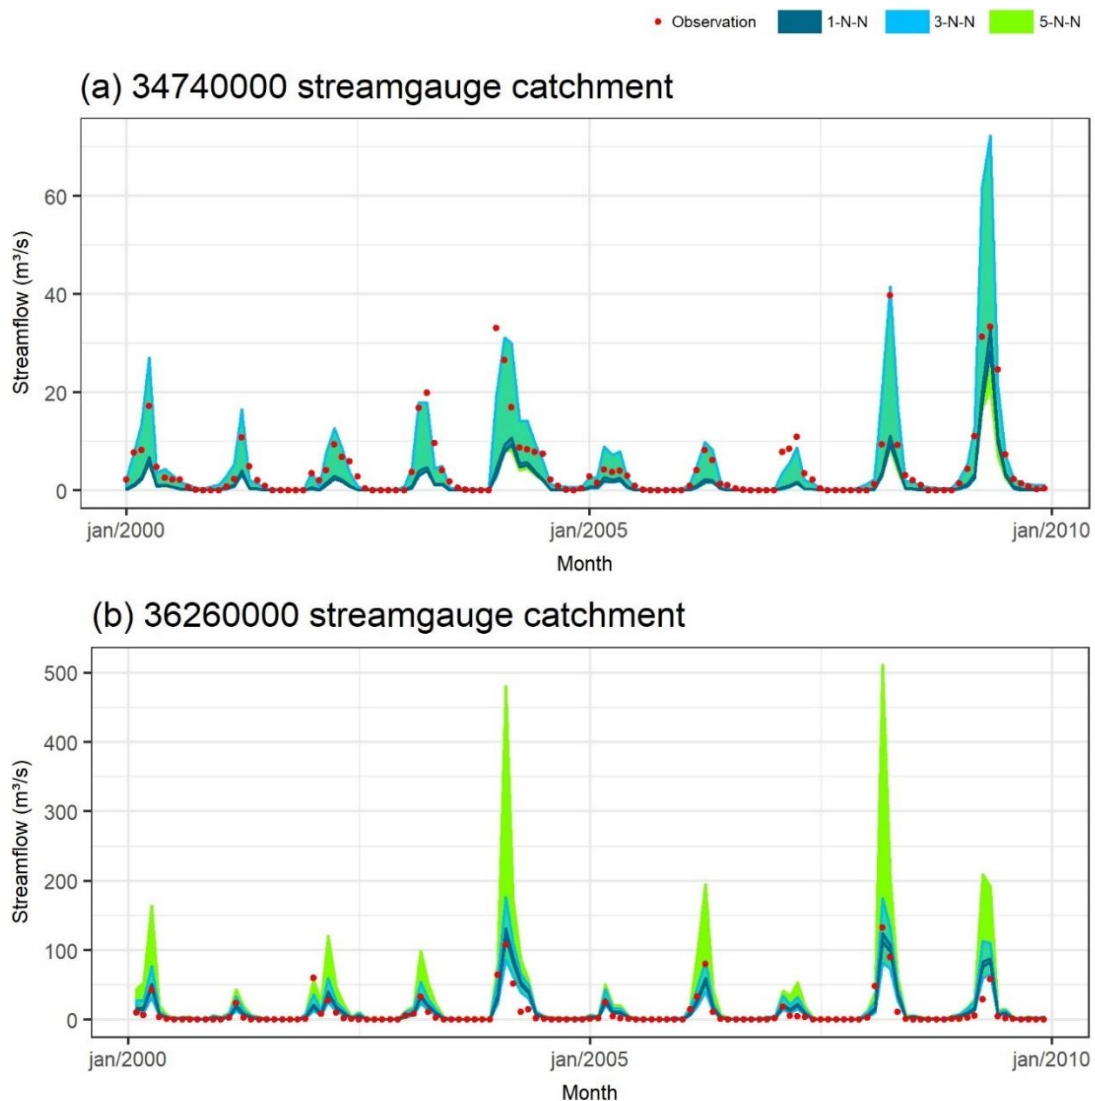 Observation 1-N-N 3-N-N 5-N-N
(a) 34740000 streamgauge catchment
Streamflow (m³/s)
60
40
20
0
jan/2000 jan/2005 jan/2010
Month
(b) 36260000 streamgauge catchment
Streamflow (m³/s)
500
400
300
200
100
0
jan/2000 jan/2005 jan/2010
Month